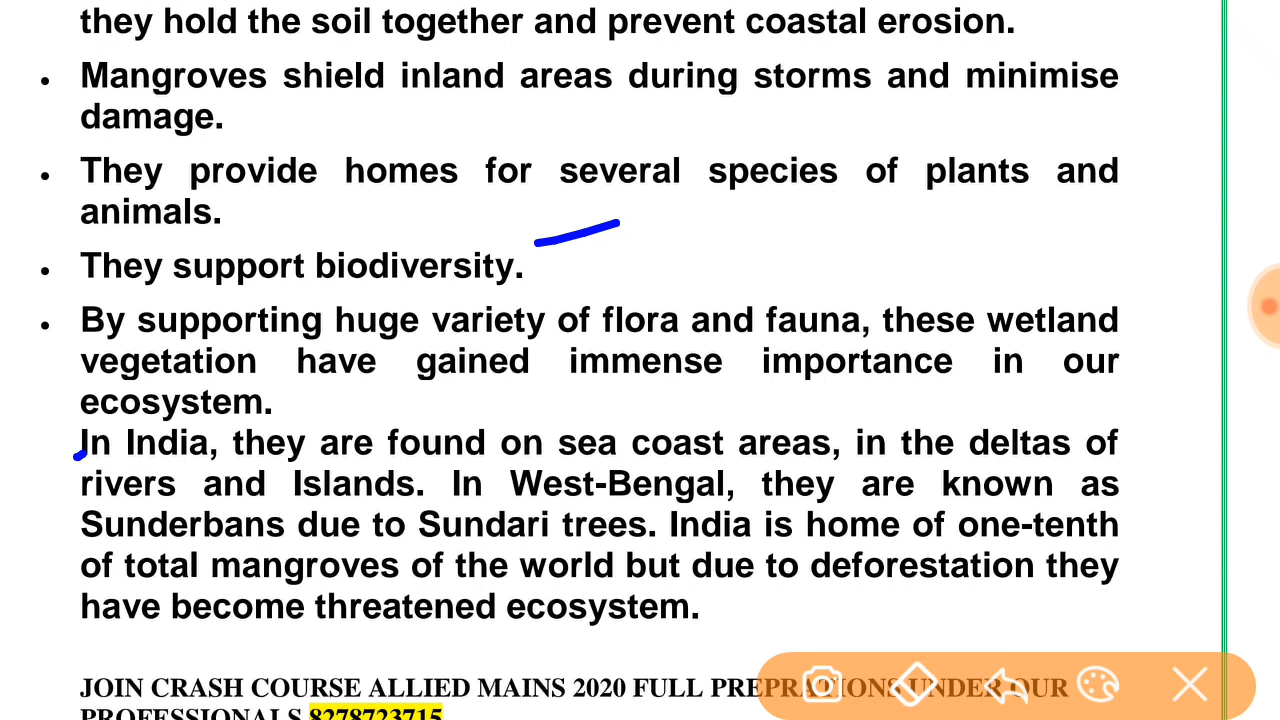 they hold the soil together and prevent coastal erosion.
• Mangroves shield inland areas during storms and minimise
damage.
• They provide homes for several species of plants and
animals.
• They support biodiversity.
• By supporting huge variety of flora and fauna, these wetland
vegetation have gained immense importance in our
ecosystem.
In India, they are found on sea coast areas, in the deltas of
rivers and Islands. In West-Bengal, they are known as
Sunderbans due to Sundari trees. India is home of one-tenth
of total mangroves of the world but due to deforestation they
have become threatened ecosystem.
JOIN CRASH COURSE ALLIED MAINS 2020 FULL PREPRATIONS UNDER OUR
PROFESSIONALS 8278723715